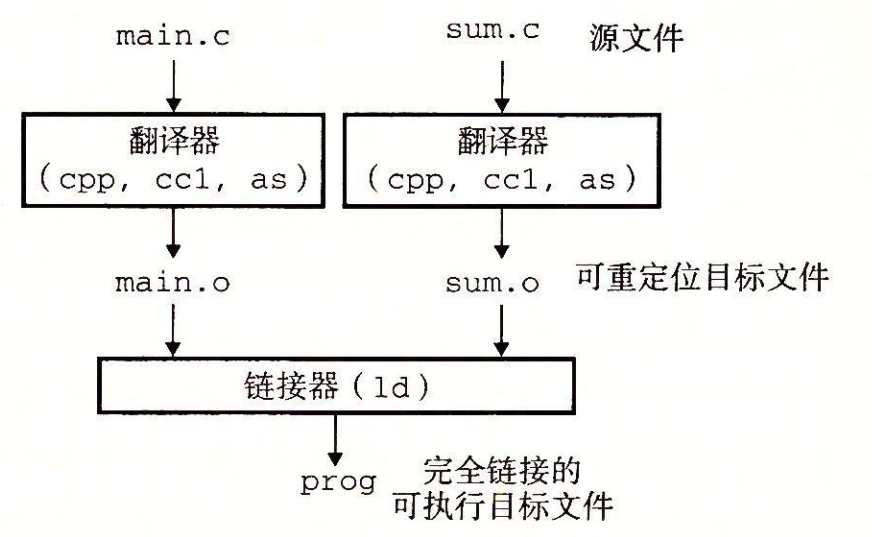 main.c
sum.c
源文件
翻译器
(cpp, cc1, as)
翻译器
(cpp, cc1, as)
main.o
sum.o
可重定位目标文件
链接器(ld)
prog
完全链接的
可执行目标文件